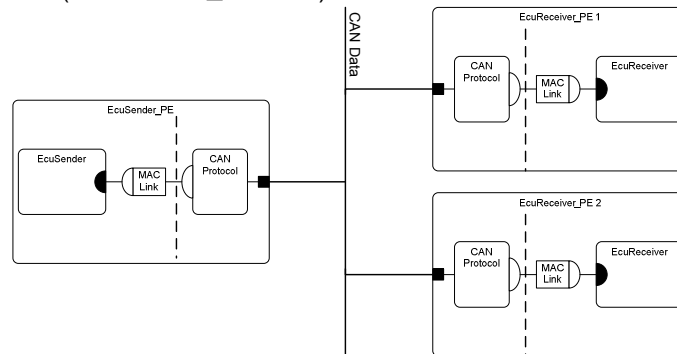 EcuReceiver_PE 1
CAN Data
CAN
Protocol
MAC
Link
EcuReceiver
EcuSender_PE
EcuSender
MAC
Link
CAN
Protocol
EcuReceiver_PE 2
CAN
Protocol
MAC
Link
EcuReceiver